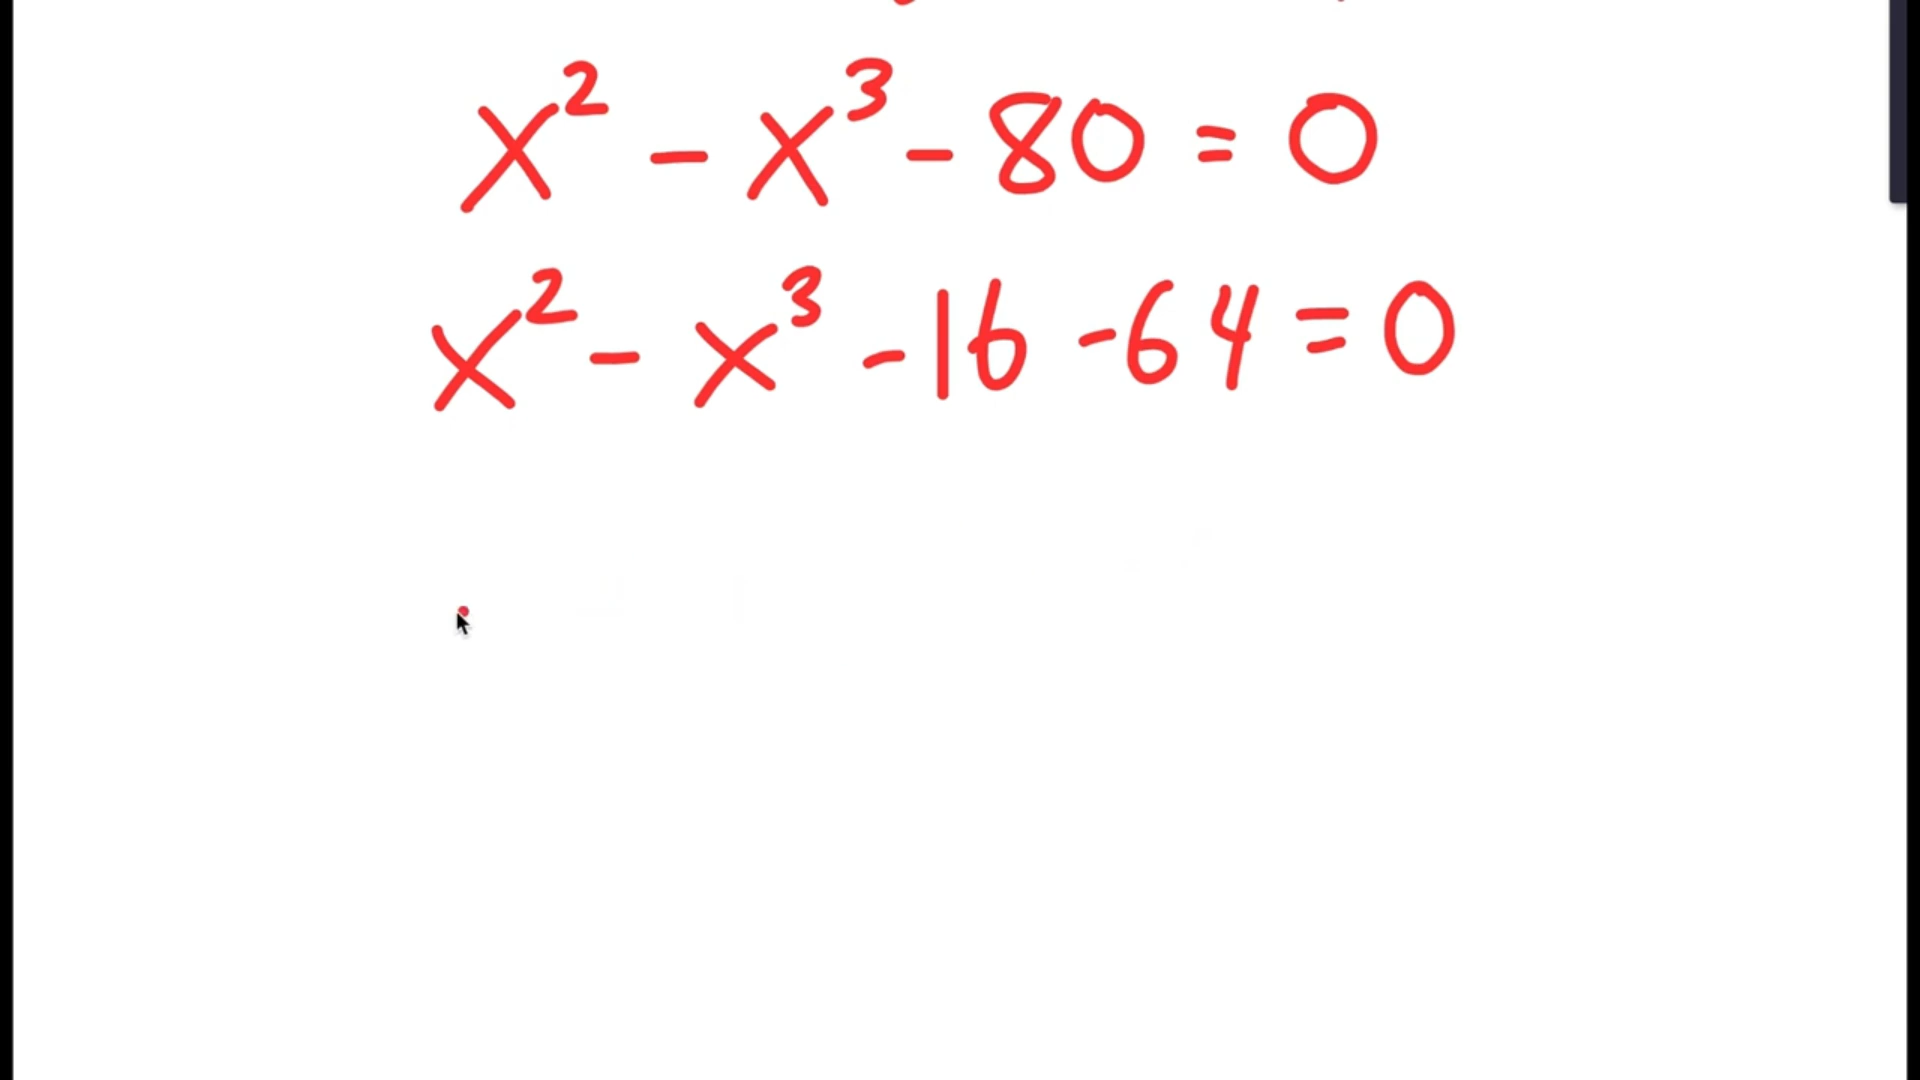 x² - x³ - 80 = 0
x² - x³ - 16 - 64 = 0